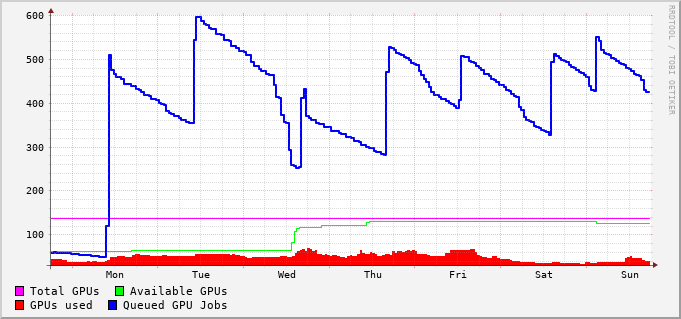 600
500
400
300
200
100
Mon Tue Wed Thu Fri Sat Sun
RRDTOOL / TOBI OETIKER
Total GPUs Available GPUs
GPUs used Queued GPU Jobs